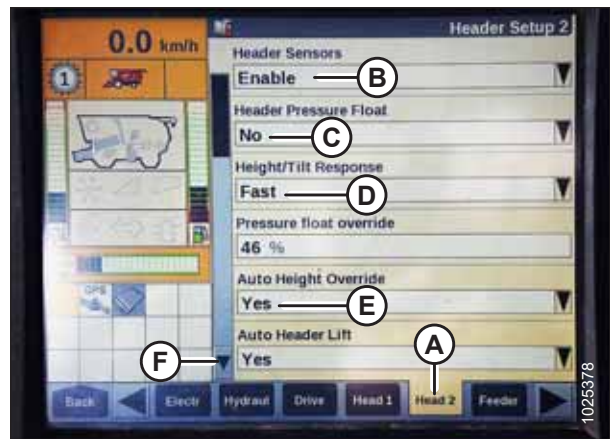 Header Setup 2
0.0 km/h
1
Header Sensors
Enable
B
Header Pressure Float
No
C
Height/Tilt Response
Fast
D
Pressure float override
46 %
Auto Height Override
Yes
E
GPS
Auto Header Lift
Yes
F
A
Back
Electr
Hydraul
Drive
Head 1
Head 2
Feeder
1025378